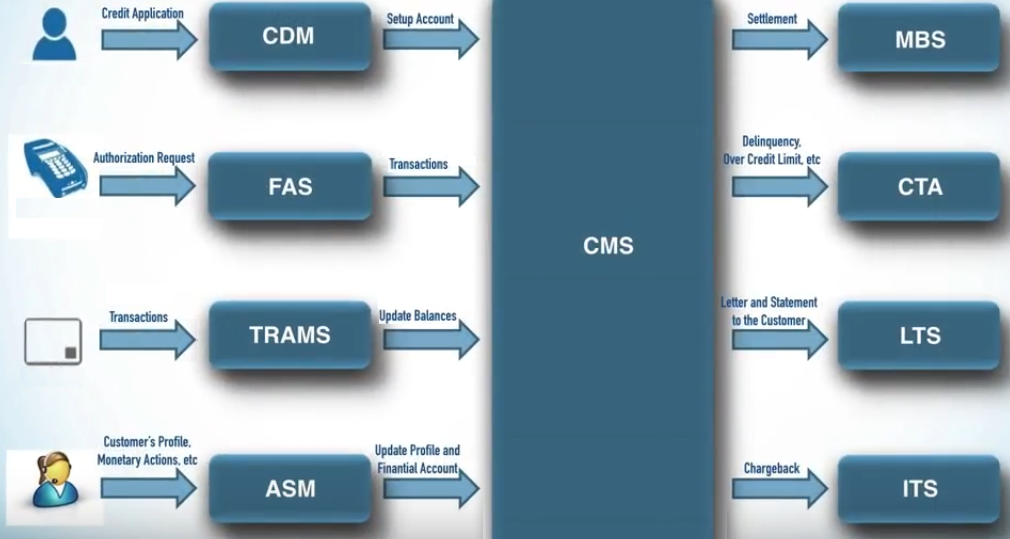 Credit Application
CDM
Setup Account
Settlement
MBS
Authorization Request
FAS
Transactions
CMS
Delinquency,
Over Credit Limit, etc
CTA
Transactions
TRAMS
Update Balances
Letter and Statement
to the Customer
LTS
Customer's Profile,
Monetary Actions, etc
ASM
Update Profile and
Finantial Account
Chargeback
ITS